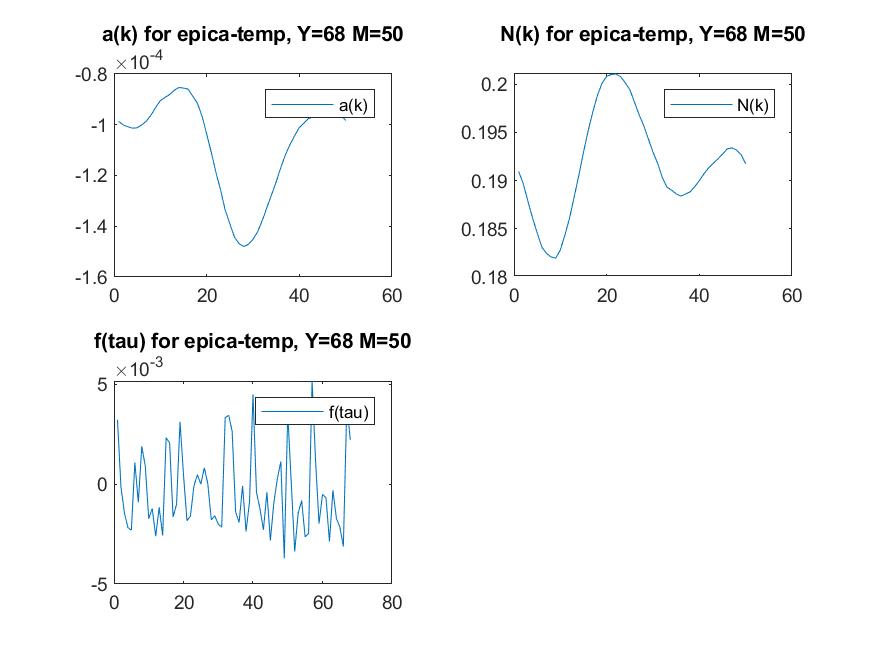 a(k) for epica-temp, Y=68 M=50
×10^-4
-0.8
-1
-1.2
-1.4
-1.6
0 20 40 60
a(k)
N(k) for epica-temp, Y=68 M=50
0.2
0.195
0.19
0.185
0.18
0 20 40 60
N(k)
f(tau) for epica-temp, Y=68 M=50
×10^-3
5
0
-5
0 20 40 60 80
f(tau)